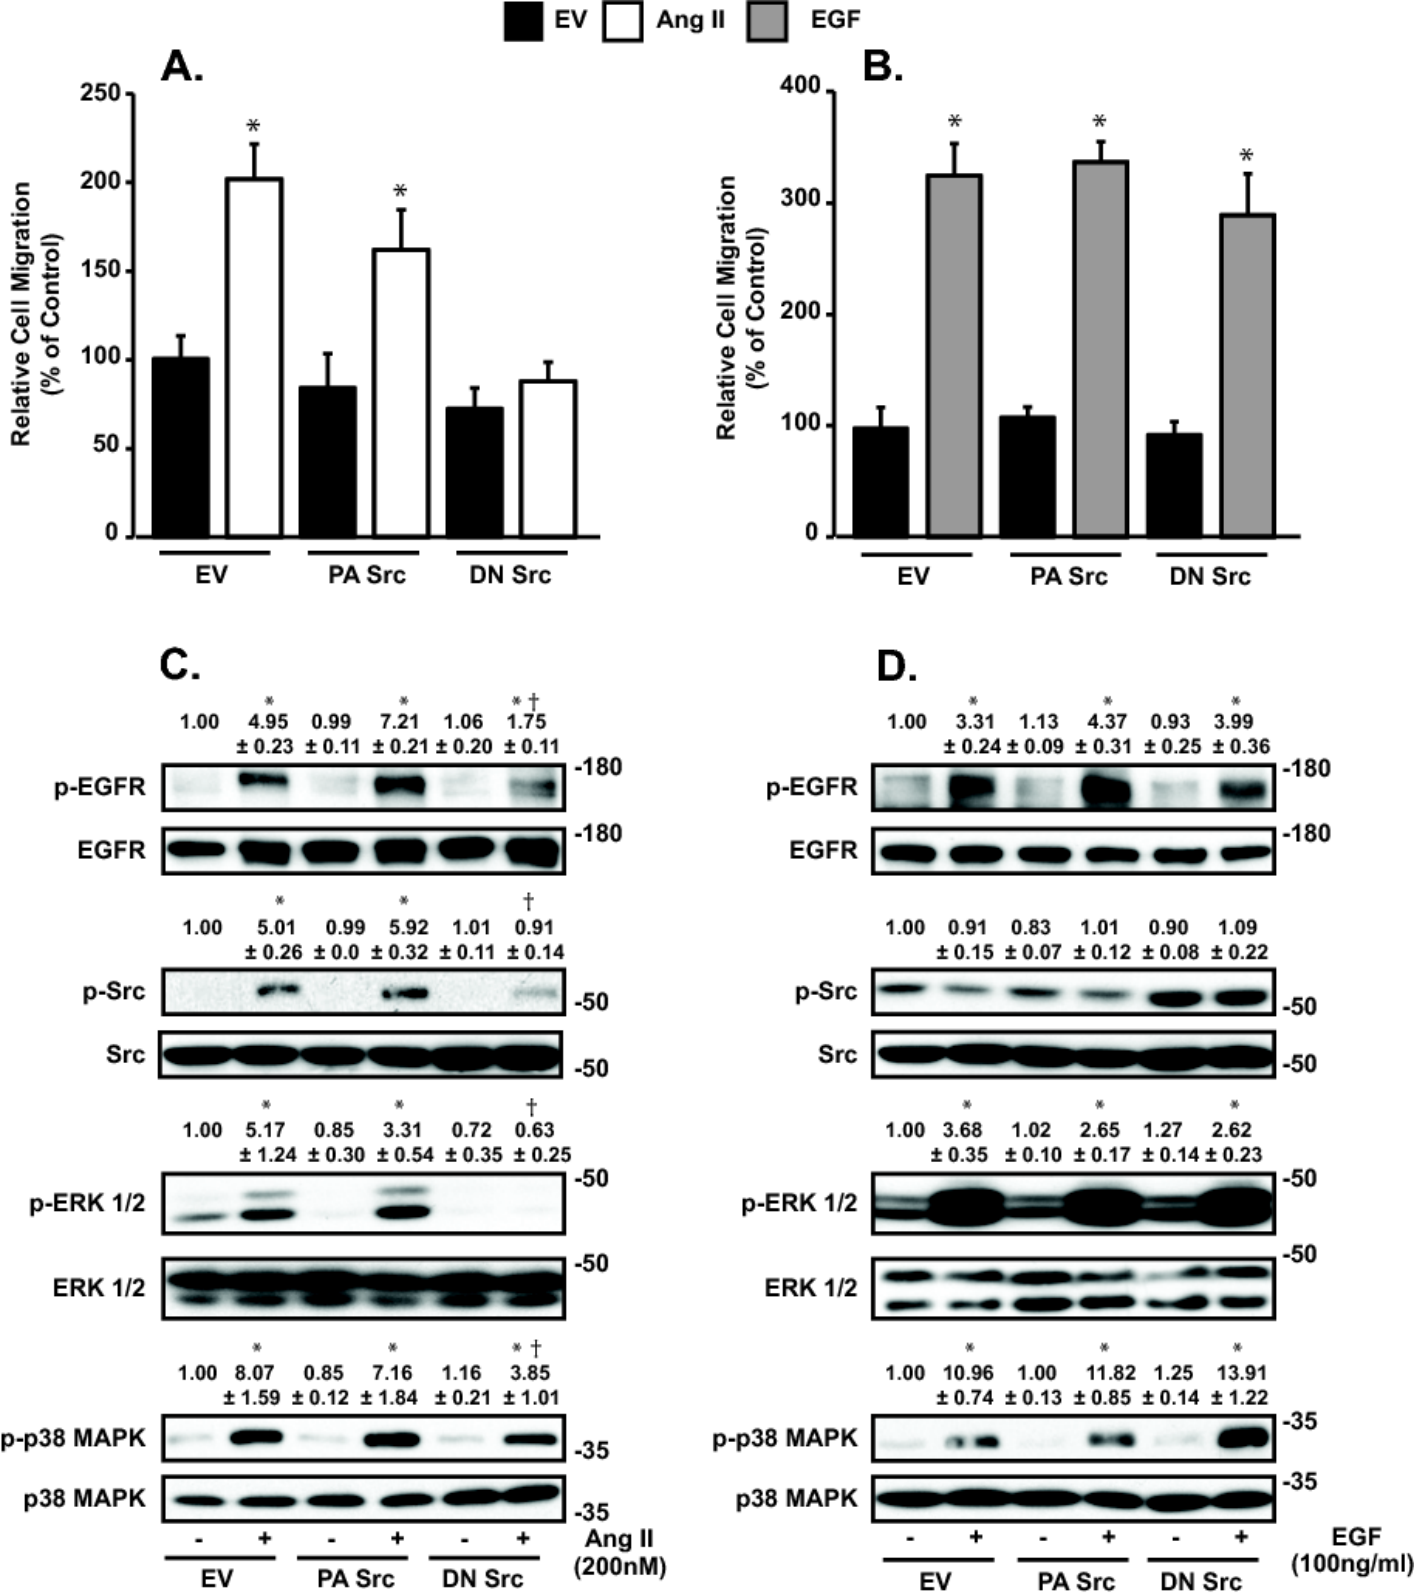 EV Ang II EGF
A.
250
200
150
100
50
0
Relative Cell Migration
(% of Control)
* *
EV PA Src DN Src
B.
400
300
200
100
0
Relative Cell Migration
(% of Control)
* * *
EV PA Src DN Src
C.
* * * †
1.00 4.95 0.99 7.21 1.06 1.75
± 0.23 ± 0.11 ± 0.21 ± 0.20 ± 0.11
p-EGFR -180
EGFR -180
* * †
1.00 5.01 0.99 5.92 1.01 0.91
± 0.26 ± 0.0 ± 0.32 ± 0.11 ± 0.14
p-Src -50
Src -50
* * †
1.00 5.17 0.85 3.31 0.72 0.63
± 1.24 ± 0.30 ± 0.54 ± 0.35 ± 0.25
p-ERK 1/2 -50
ERK 1/2 -50
* * * †
1.00 8.07 0.85 7.16 1.16 3.85
± 1.59 ± 0.12 ± 1.84 ± 0.21 ± 1.01
p-p38 MAPK -35
p38 MAPK -35
- + - + - + Ang II
(200nM)
EV PA Src DN Src
D.
* * *
1.00 3.31 1.13 4.37 0.93 3.99
± 0.24 ± 0.09 ± 0.31 ± 0.25 ± 0.36
p-EGFR -180
EGFR -180
1.00 0.91 0.83 1.01 0.90 1.09
± 0.15 ± 0.07 ± 0.12 ± 0.08 ± 0.22
p-Src -50
Src -50
* * *
1.00 3.68 1.02 2.65 1.27 2.62
± 0.35 ± 0.10 ± 0.17 ± 0.14 ± 0.23
p-ERK 1/2 -50
ERK 1/2 -50
* * *
1.00 10.96 1.00 11.82 1.25 13.91
± 0.74 ± 0.13 ± 0.85 ± 0.14 ± 1.22
p-p38 MAPK -35
p38 MAPK -35
- + - + - + EGF
(100ng/ml)
EV PA Src DN Src